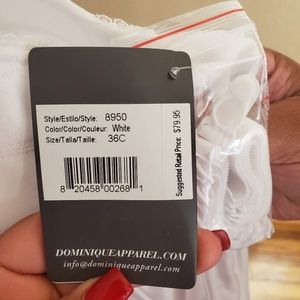 Style/Estilo/Style: 8950
Color/Color/Couleur: White
Size/Talla/Taille: 36C
8 20458 00268 1
Suggested Retail Price: $79.95
DOMINIQUEAPPAREL.COM
info@dominiqueapparel.com